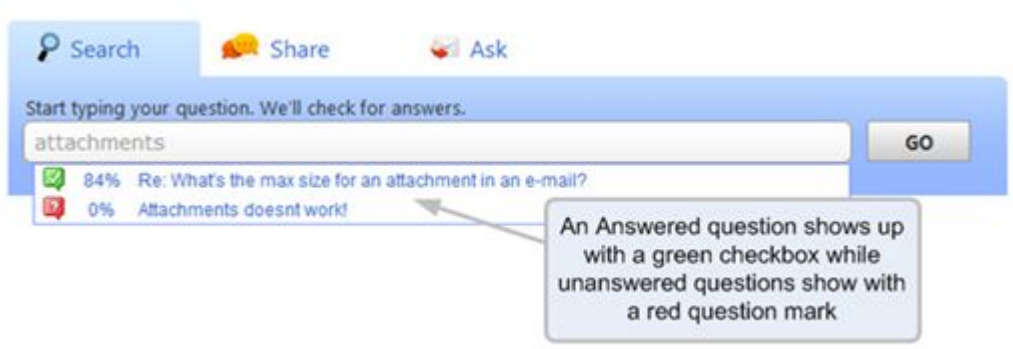 Search Share Ask
Start typing your question. We'll check for answers.
attachments GO
84% Re: What's the max size for an attachment in an e-mail?
0% Attachments doesnt work!
An Answered question shows up
with a green checkbox while
unanswered questions show with
a red question mark